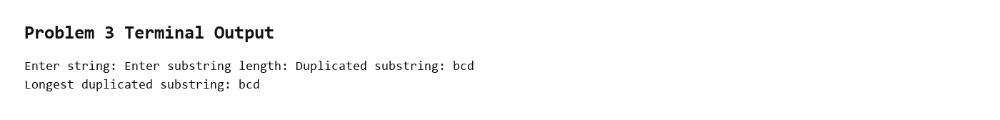 Problem 3 Terminal Output
Enter string: Enter substring length: Duplicated substring: bcd
Longest duplicated substring: bcd